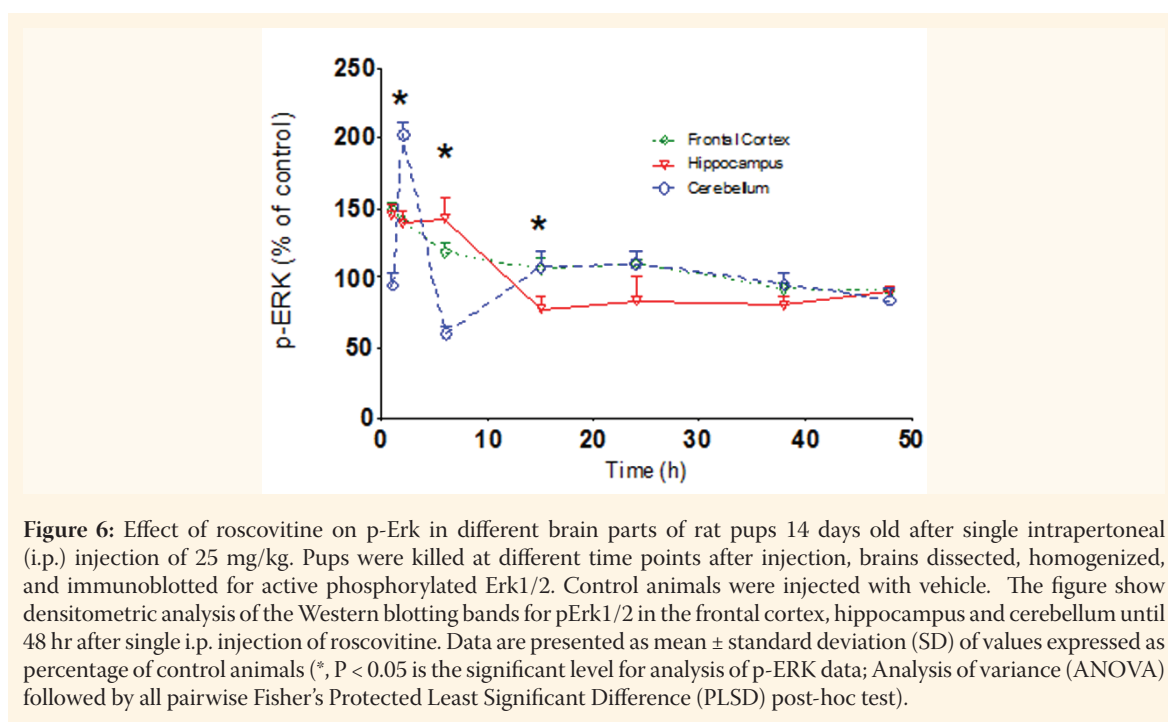 250
200
150
100
50
0
p-ERK (% of control)
*
*
*
Frontal Cortex
Hippocampus
Cerebellum
0 10 20 30 40 50
Time (h)
Figure 6: Effect of roscovitine on p-Erk in different brain parts of rat pups 14 days old after single intrapertoneal
(i.p.) injection of 25 mg/kg. Pups were killed at different time points after injection, brains dissected, homogenized,
and immunoblotted for active phosphorylated Erk1/2. Control animals were injected with vehicle. The figure show
densitometric analysis of the Western blotting bands for pErk1/2 in the frontal cortex, hippocampus and cerebellum until
48 hr after single i.p. injection of roscovitine. Data are presented as mean ± standard deviation (SD) of values expressed as
percentage of control animals (*, P < 0.05 is the significant level for analysis of p-ERK data; Analysis of variance (ANOVA)
followed by all pairwise Fisher’s Protected Least Significant Difference (PLSD) post-hoc test).